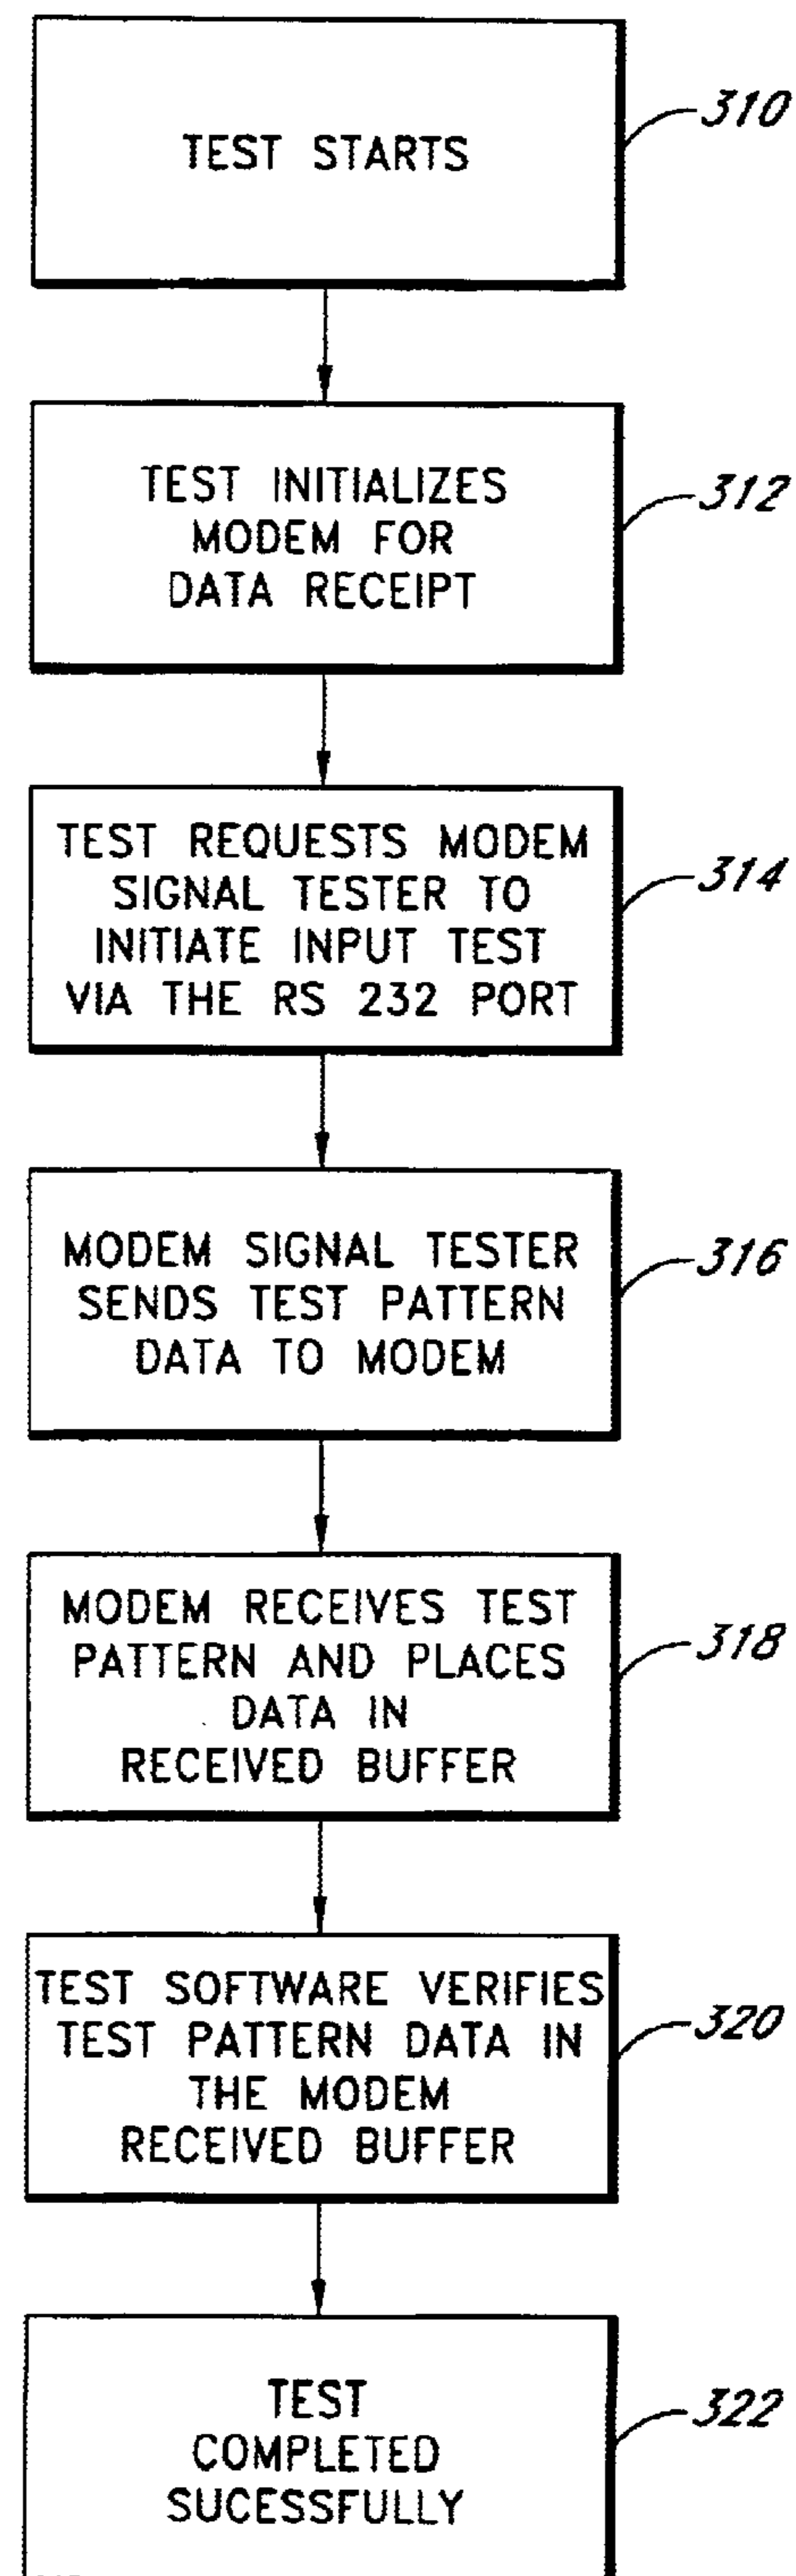 TEST STARTS
310
TEST INITIALIZES
MODEM FOR
DATA RECEIPT
312
TEST REQUESTS MODEM
SIGNAL TESTER TO
INITIATE INPUT TEST
VIA THE RS 232 PORT
314
MODEM SIGNAL TESTER
SENDS TEST PATTERN
DATA TO MODEM
316
MODEM RECEIVES TEST
PATTERN AND PLACES
DATA IN
RECEIVED BUFFER
318
TEST SOFTWARE VERIFIES
TEST PATTERN DATA IN
THE MODEM
RECEIVED BUFFER
320
TEST
COMPLETED
SUCESSFULLY
322